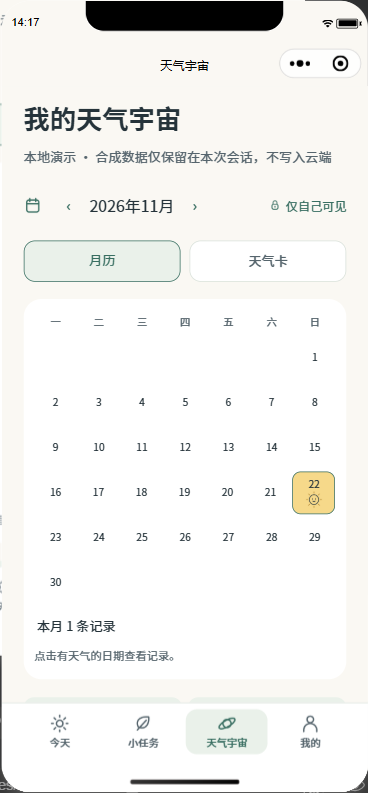 14:17
天气宇宙
我的天气宇宙
本地演示 · 合成数据仅保留在本次会话，不写入云端
‹ 2026年11月 › 仅自己可见
月历 天气卡
一 二 三 四 五 六 日
1
2 3 4 5 6 7 8
9 10 11 12 13 14 15
16 17 18 19 20 21 22
23 24 25 26 27 28 29
30
本月 1 条记录
点击有天气的日期查看记录。
今天 小任务 天气宇宙 我的